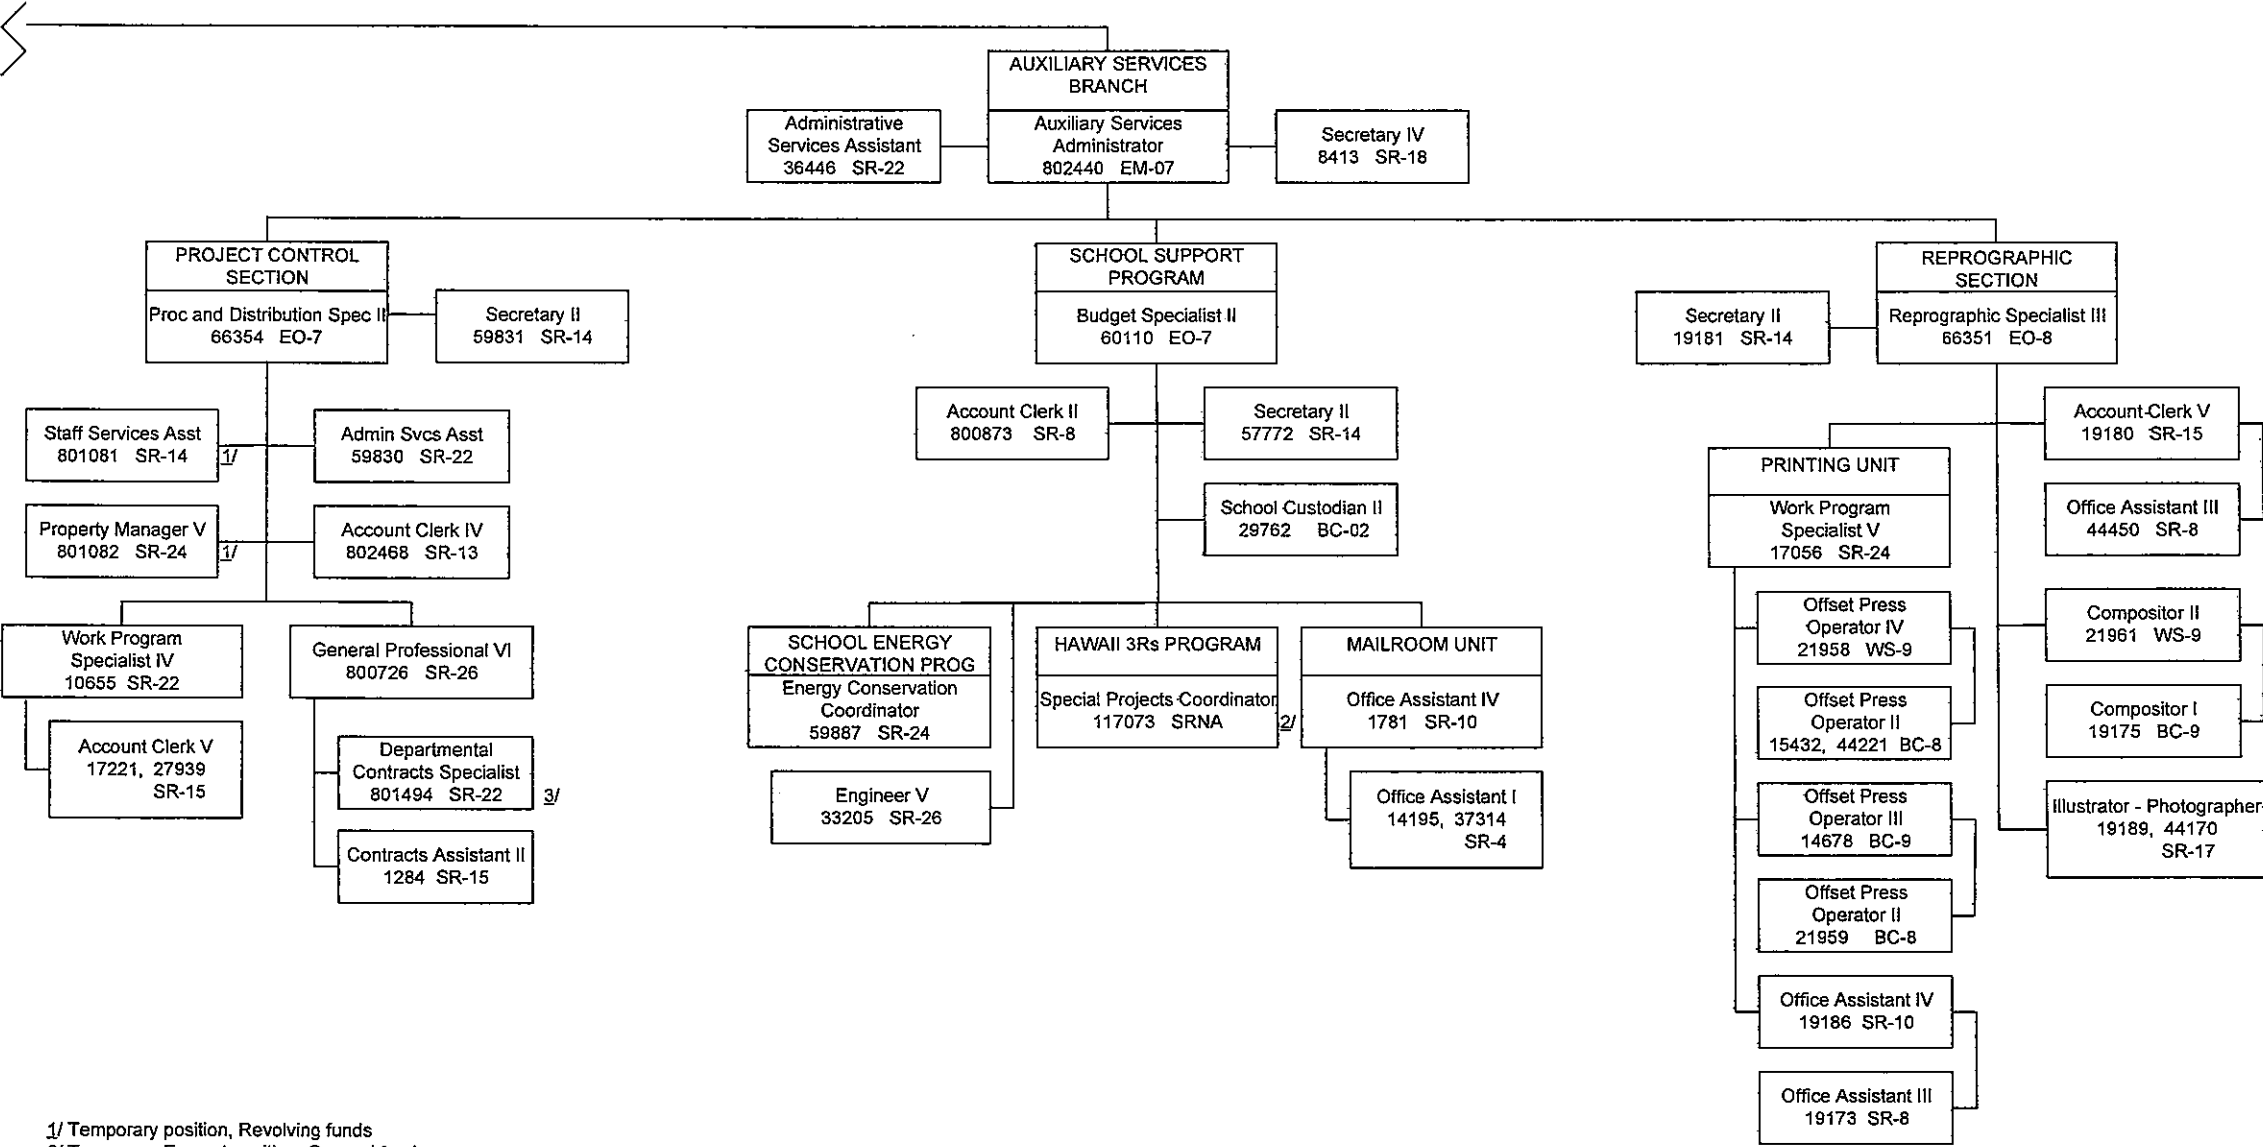 AUXILIARY SERVICES
BRANCH
Administrative
Services Assistant
36446 SR-22
Auxiliary Services
Administrator
802440 EM-07
Secretary IV
8413 SR-18
PROJECT CONTROL
SECTION
Proc and Distribution Spec II
66354 EO-7
Secretary II
59831 SR-14
Staff Services Asst
801081 SR-14
1/
Admin Svcs Asst
59830 SR-22
Property Manager V
801082 SR-24
1/
Account Clerk IV
802468 SR-13
Work Program
Specialist IV
10655 SR-22
Account Clerk V
17221, 27939
SR-15
General Professional VI
800726 SR-26
Departmental
Contracts Specialist
801494 SR-22
3/
Contracts Assistant II
1284 SR-15
SCHOOL SUPPORT
PROGRAM
Budget Specialist II
60110 EO-7
Account Clerk II
800873 SR-8
Secretary II
57772 SR-14
School Custodian II
29762 BC-02
SCHOOL ENERGY
CONSERVATION PROG
Energy Conservation
Coordinator
59887 SR-24
Engineer V
33205 SR-26
HAWAII 3Rs PROGRAM
Special Projects Coordinator
117073 SRNA
2/
MAILROOM UNIT
Office Assistant IV
1781 SR-10
Office Assistant I
14195, 37314
SR-4
REPROGRAPHIC
SECTION
Reprographic Specialist III
66351 EO-8
Secretary II
19181 SR-14
PRINTING UNIT
Work Program
Specialist V
17056 SR-24
Offset Press
Operator IV
21958 WS-9
Offset Press
Operator II
15432, 44221 BC-8
Offset Press
Operator III
14678 BC-9
Offset Press
Operator II
21959 BC-8
Office Assistant IV
19186 SR-10
Office Assistant III
19173 SR-8
Account Clerk V
19180 SR-15
Office Assistant III
44450 SR-8
Compositor II
21961 WS-9
Compositor I
19175 BC-9
Illustrator - Photographer
19189, 44170
SR-17
1/ Temporary position, Revolving funds